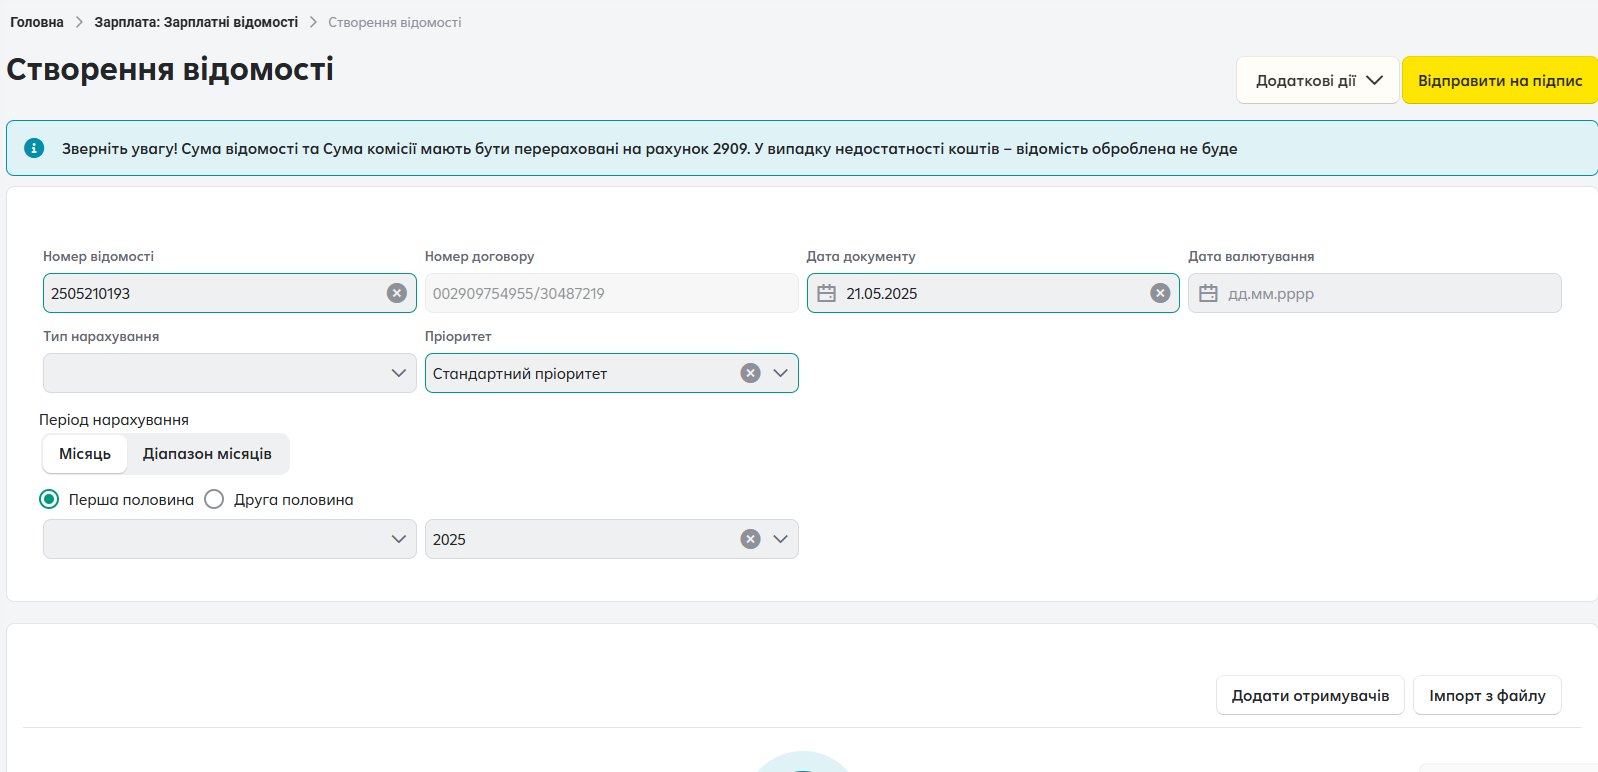 Головна > Зарплата: Зарплатні відомості > Створення відомості
Створення відомості
Додаткові дії
Відправити на підпис
Зверніть увагу! Сума відомості та Сума комісії мають бути перераховані на рахунок 2909. У випадку недостатності коштів – відомість оброблена не буде
Номер відомості
Номер договору
Дата документу
Дата валютування
2505210193
002909754955/30487219
21.05.2025
дд.мм.рррр
Тип нарахування
Пріоритет
Стандартний пріоритет
Період нарахування
Місяць
Діапазон місяців
Перша половина
Друга половина
2025
Додати отримувачів
Імпорт з файлу